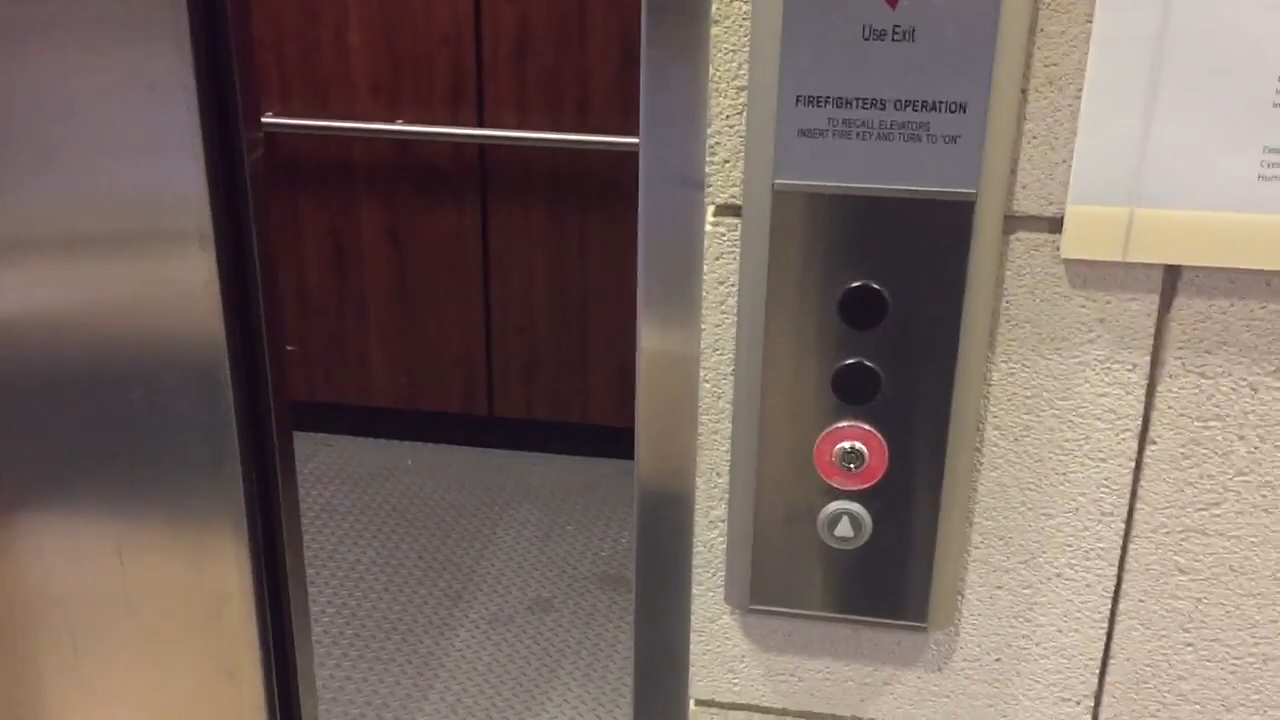 Use Exit
FIREFIGHTERS' OPERATION
TO RECALL ELEVATORS
INSERT FIRE KEY AND TURN TO "ON"